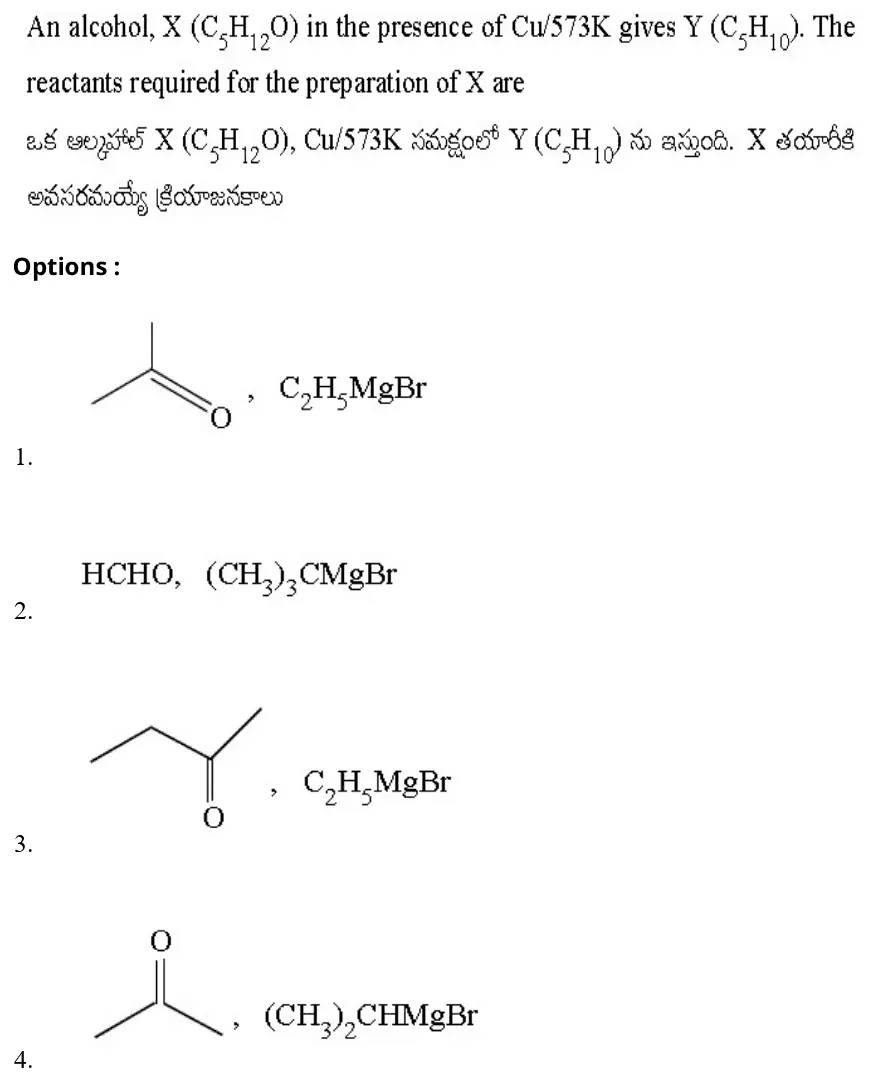 An alcohol, X (C₅H₁₂O) in the presence of Cu/573K gives Y (C₅H₁₀). The
reactants required for the preparation of X are
ఒక ఆల్కహాల్ X (C₅H₁₂O), Cu/573K సమక్షంలో Y (C₅H₁₀) ను ఇస్తుంది. X తయారీకి
అవసరమయ్యే క్రియాజనకాలు
Options :
O , C₂H₅MgBr
1.
HCHO, (CH₃)₃CMgBr
2.
, C₂H₅MgBr
O
3.
O
, (CH₃)₂CHMgBr
4.